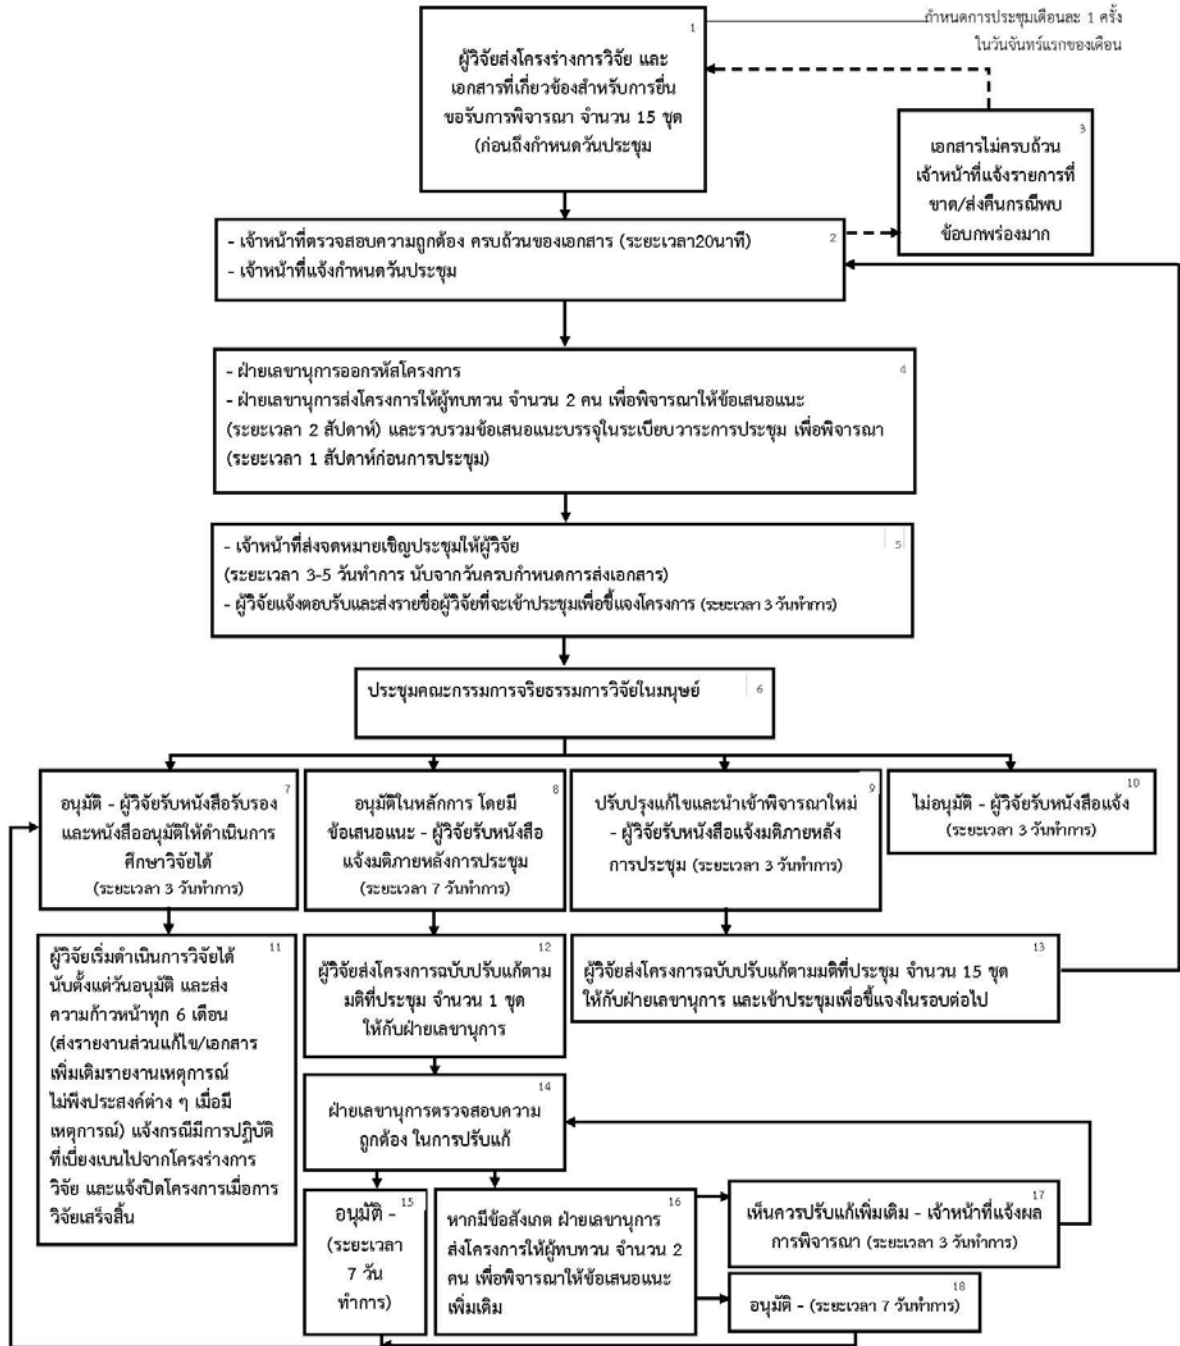 กำหนดการประชุมเดือนละ 1 ครั้ง
ในวันจันทร์แรกของเดือน
1
ผู้วิจัยส่งโครงร่างการวิจัย และ
เอกสารที่เกี่ยวข้องสำหรับการยื่น
ขอรับการพิจารณา จำนวน 15 ชุด
(ก่อนถึงกำหนดวันประชุม
3
เอกสารไม่ครบถ้วน
เจ้าหน้าที่แจ้งรายการที่
ขาด/ส่งคืนกรณีพบ
ข้อบกพร่องมาก
2
- เจ้าหน้าที่ตรวจสอบความถูกต้อง ครบถ้วนของเอกสาร (ระยะเวลา20นาที)
- เจ้าหน้าที่แจ้งกำหนดวันประชุม
4
- ฝ่ายเลขานุการออกรหัสโครงการ
- ฝ่ายเลขานุการส่งโครงการให้ผู้ทบทวน จำนวน 2 คน เพื่อพิจารณาให้ข้อเสนอแนะ
(ระยะเวลา 2 สัปดาห์) และรวบรวมข้อเสนอแนะบรรจุในระเบียบวาระการประชุม เพื่อพิจารณา
(ระยะเวลา 1 สัปดาห์ก่อนการประชุม)
5
- เจ้าหน้าที่ส่งจดหมายเชิญประชุมให้ผู้วิจัย
(ระยะเวลา 3-5 วันทำการ นับจากวันครบกำหนดการส่งเอกสาร)
- ผู้วิจัยแจ้งตอบรับและส่งรายชื่อผู้วิจัยที่จะเข้าประชุมเพื่อชี้แจงโครงการ (ระยะเวลา 3 วันทำการ)
6
ประชุมคณะกรรมการจริยธรรมการวิจัยในมนุษย์
7
อนุมัติ - ผู้วิจัยรับหนังสือรับรอง
และหนังสืออนุมัติให้ดำเนินการ
ศึกษาวิจัยได้
(ระยะเวลา 3 วันทำการ)
8
อนุมัติในหลักการ โดยมี
ข้อเสนอแนะ - ผู้วิจัยรับหนังสือ
แจ้งมติภายหลังการประชุม
(ระยะเวลา 7 วันทำการ)
9
ปรับปรุงแก้ไขและนำเข้าพิจารณาใหม่
- ผู้วิจัยรับหนังสือแจ้งมติภายหลัง
การประชุม (ระยะเวลา 3 วันทำการ)
10
ไม่อนุมัติ - ผู้วิจัยรับหนังสือแจ้ง
(ระยะเวลา 3 วันทำการ)
11
ผู้วิจัยเริ่มดำเนินการวิจัยได้
นับตั้งแต่วันอนุมัติ และส่ง
ความก้าวหน้าทุก 6 เดือน
(ส่งรายงานส่วนแก้ไข/เอกสาร
เพิ่มเติมรายงานเหตุการณ์
ไม่พึงประสงค์ต่าง ๆ เมื่อมี
เหตุการณ์) แจ้งกรณีมีการปฏิบัติ
ที่เบี่ยงเบนไปจากโครงร่างการ
วิจัย และแจ้งปิดโครงการเมื่อการ
วิจัยเสร็จสิ้น
12
ผู้วิจัยส่งโครงการฉบับปรับแก้ตาม
มติที่ประชุม จำนวน 1 ชุด
ให้กับฝ่ายเลขานุการ
13
ผู้วิจัยส่งโครงการฉบับปรับแก้ตามมติที่ประชุม จำนวน 15 ชุด
ให้กับฝ่ายเลขานุการ และเข้าประชุมเพื่อชี้แจงในรอบต่อไป
14
ฝ่ายเลขานุการตรวจสอบความ
ถูกต้อง ในการปรับแก้
15
อนุมัติ -
(ระยะเวลา
7 วัน
ทำการ)
16
หากมีข้อสังเกต ฝ่ายเลขานุการ
ส่งโครงการให้ผู้ทบทวน จำนวน 2
คน เพื่อพิจารณาให้ข้อเสนอแนะ
เพิ่มเติม
17
เห็นควรปรับแก้เพิ่มเติม - เจ้าหน้าที่แจ้งผล
การพิจารณา (ระยะเวลา 3 วันทำการ)
18
อนุมัติ - (ระยะเวลา 7 วันทำการ)